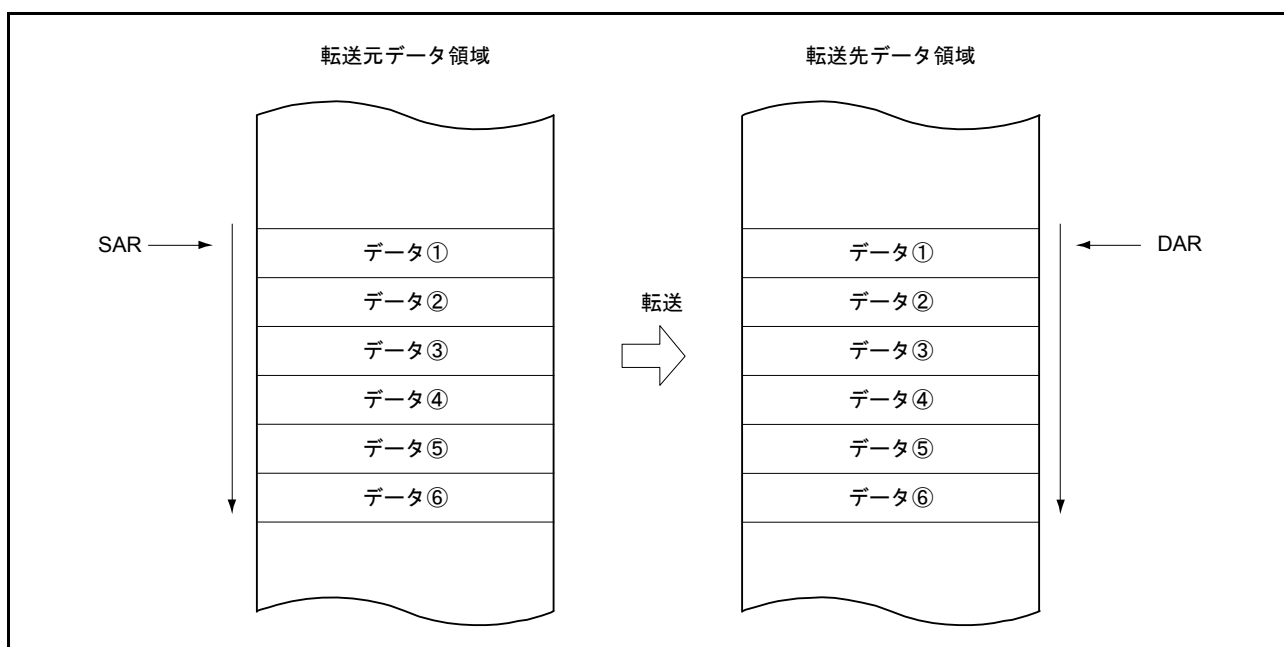 転送元データ領域
転送先データ領域
SAR
データ①
データ②
データ③
データ④
データ⑤
データ⑥
転送
データ①
データ②
データ③
データ④
データ⑤
データ⑥
DAR